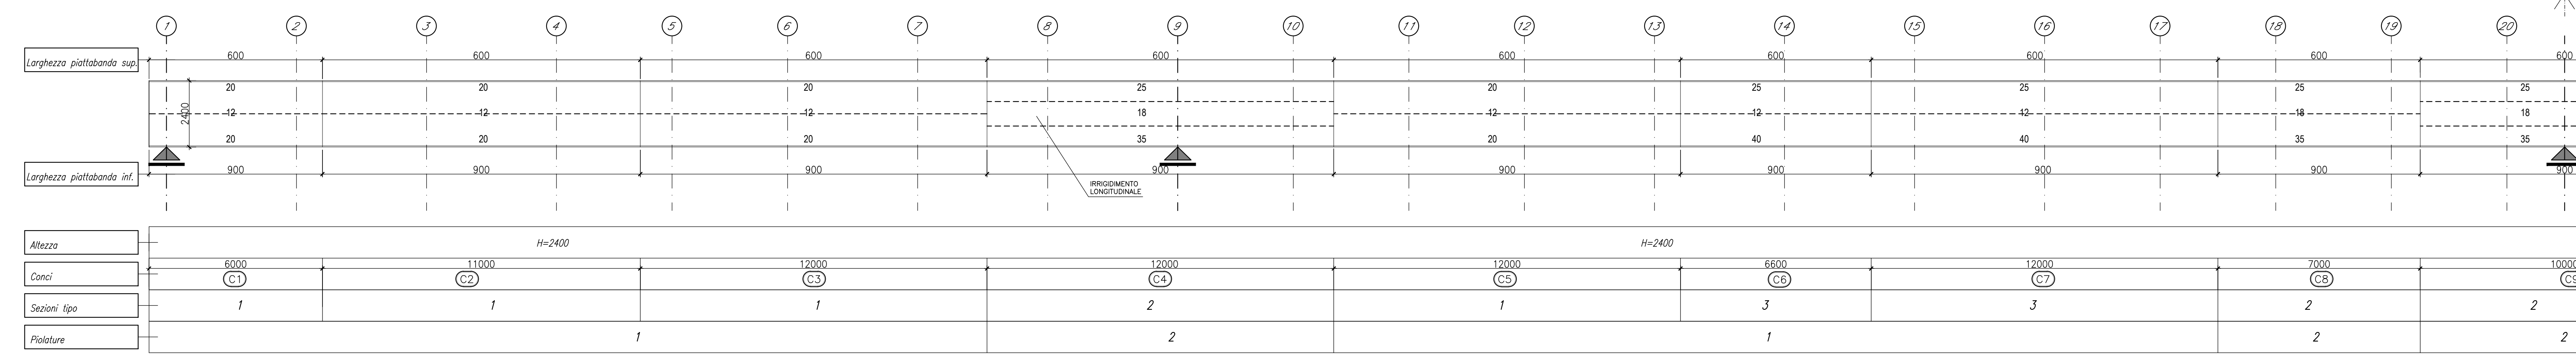 1 2 3 4 5 6 7 8 9 10 11 12 13 14 15 16 17 18 19 20
Larghezza piattabanda sup. 600 600 600 600 600 600 600 600 600
20 20 20 25 20 25 25 25 25
2400 12 12 12 18 12 12 12 18 18
20 20 20 35 20 40 40 35 35
Larghezza piattabanda inf. 900 900 900 900 900 900 900 900 900
IRRIGIDIMENTO
LONGITUDINALE
Altezza H=2400 H=2400
Conci 6000 11000 12000 12000 12000 6600 12000 7000 10000
C1 C2 C3 C4 C5 C6 C7 C8 C9
Sezioni tipo 1 1 1 2 1 3 3 2 2
Piolature 1 2 1 2 2